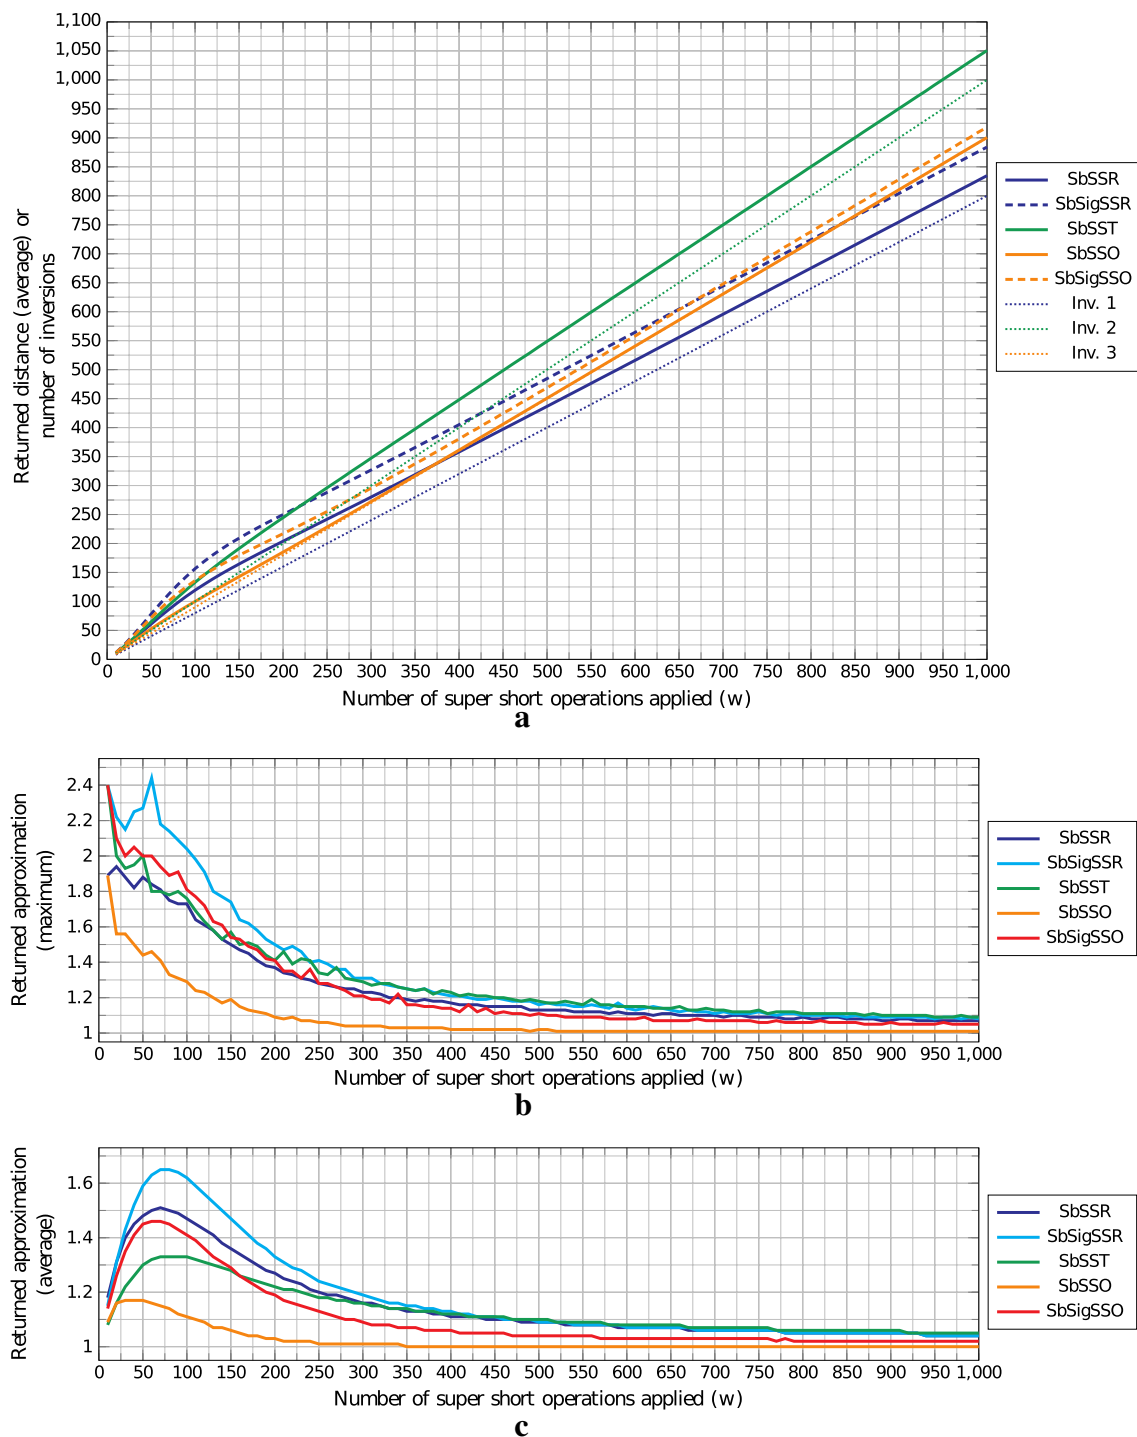 1,100
1,050
1,000
950
900
850
800
750
700
650
600
550
500
450
400
350
300
250
200
150
100
50
0
Returned distance (average) or
number of inversions
0 50 100 150 200 250 300 350 400 450 500 550 600 650 700 750 800 850 900 950 1,000
Number of super short operations applied (w)
SbSSR
SbSigSSR
SbSST
SbSSO
SbSigSSO
Inv. 1
Inv. 2
Inv. 3
a
2.4
2.2
2
1.8
1.6
1.4
1.2
1
Returned approximation
(maximum)
0 50 100 150 200 250 300 350 400 450 500 550 600 650 700 750 800 850 900 950 1,000
Number of super short operations applied (w)
SbSSR
SbSigSSR
SbSST
SbSSO
SbSigSSO
b
1.6
1.4
1.2
1
Returned approximation
(average)
0 50 100 150 200 250 300 350 400 450 500 550 600 650 700 750 800 850 900 950 1,000
Number of super short operations applied (w)
SbSSR
SbSigSSR
SbSST
SbSSO
SbSigSSO
c